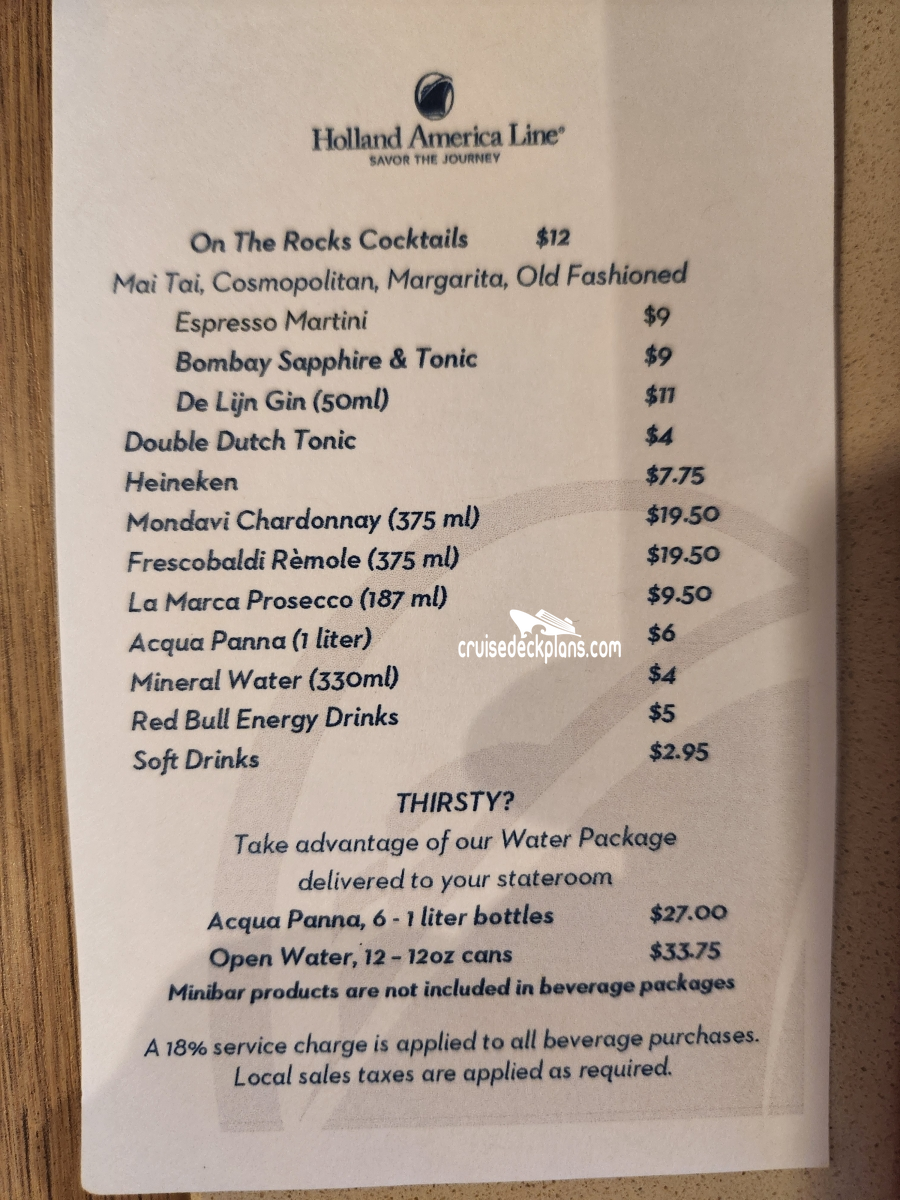 Holland America Line®
SAVOR THE JOURNEY
On The Rocks Cocktails $12
Mai Tai, Cosmopolitan, Margarita, Old Fashioned
Espresso Martini $9
Bombay Sapphire & Tonic $9
De Lijn Gin (50ml) $11
Double Dutch Tonic $4
Heineken $7.75
Mondavi Chardonnay (375 ml) $19.50
Frescobaldi Rèmole (375 ml) $19.50
La Marca Prosecco (187 ml) $9.50
Acqua Panna (1 liter) $6
cruisedeckplans.com
Mineral Water (330ml) $4
Red Bull Energy Drinks $5
Soft Drinks $2.95
THIRSTY?
Take advantage of our Water Package
delivered to your stateroom
Acqua Panna, 6 - 1 liter bottles $27.00
Open Water, 12 – 12oz cans $33.75
Minibar products are not included in beverage packages
A 18% service charge is applied to all beverage purchases.
Local sales taxes are applied as required.